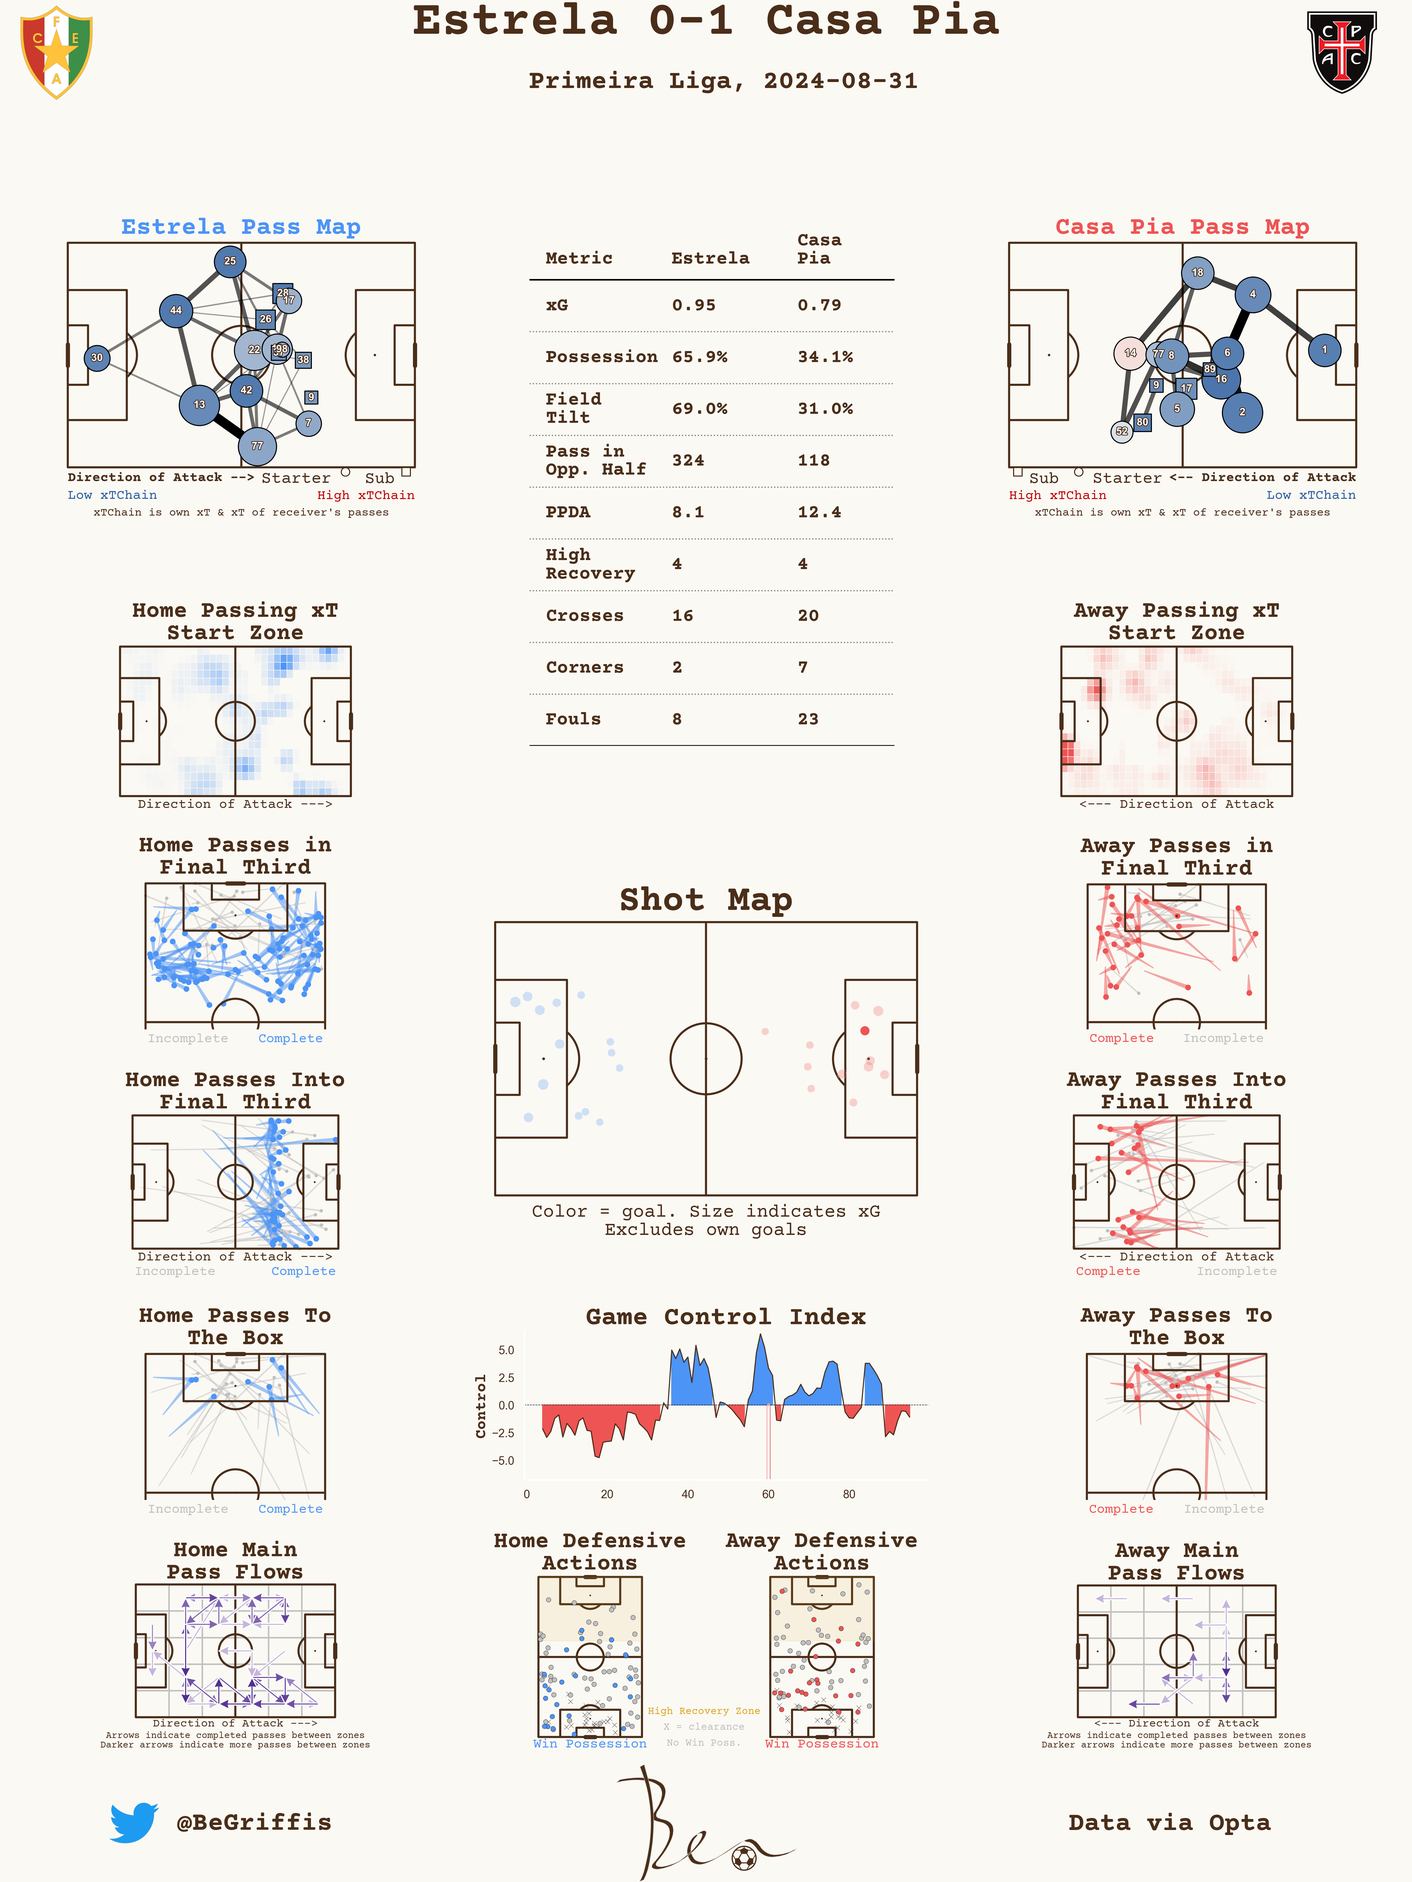 Estrela 0-1 Casa Pia
Primeira Liga, 2024-08-31
F
C E
A
C P
A C
Estrela Pass Map
25
28
17
44
26
22
98
30
38
42
9
13
7
77
Direction of Attack --> Starter Sub
Low xTChain High xTChain
xTChain is own xT & xT of receiver's passes
Metric Estrela Casa
Pia
xG 0.95 0.79
Possession 65.9% 34.1%
Field
Tilt 69.0% 31.0%
Pass in
Opp. Half 324 118
PPDA 8.1 12.4
High
Recovery 4 4
Crosses 16 20
Corners 2 7
Fouls 8 23
Casa Pia Pass Map
18
4
14
77
8
6
1
89
16
9
17
5
2
80
52
Sub Starter <-- Direction of Attack
High xTChain Low xTChain
xTChain is own xT & xT of receiver's passes
Home Passing xT
Start Zone
Direction of Attack --->
Away Passing xT
Start Zone
<--- Direction of Attack
Home Passes in
Final Third
Incomplete Complete
Away Passes in
Final Third
Complete Incomplete
Shot Map
Color = goal. Size indicates xG
Excludes own goals
Home Passes Into
Final Third
Direction of Attack --->
Incomplete Complete
Away Passes Into
Final Third
<--- Direction of Attack
Complete Incomplete
Home Passes To
The Box
Incomplete Complete
Game Control Index
Control
5.0
2.5
0.0
−2.5
−5.0
0 20 40 60 80
Away Passes To
The Box
Complete Incomplete
Home Main
Pass Flows
Direction of Attack --->
Arrows indicate completed passes between zones
Darker arrows indicate more passes between zones
Home Defensive
Actions
Win Possession
Away Defensive
Actions
Win Possession
High Recovery Zone
X = clearance
No Win Poss.
Away Main
Pass Flows
<--- Direction of Attack
Arrows indicate completed passes between zones
Darker arrows indicate more passes between zones
@BeGriffis
Ben
Data via Opta